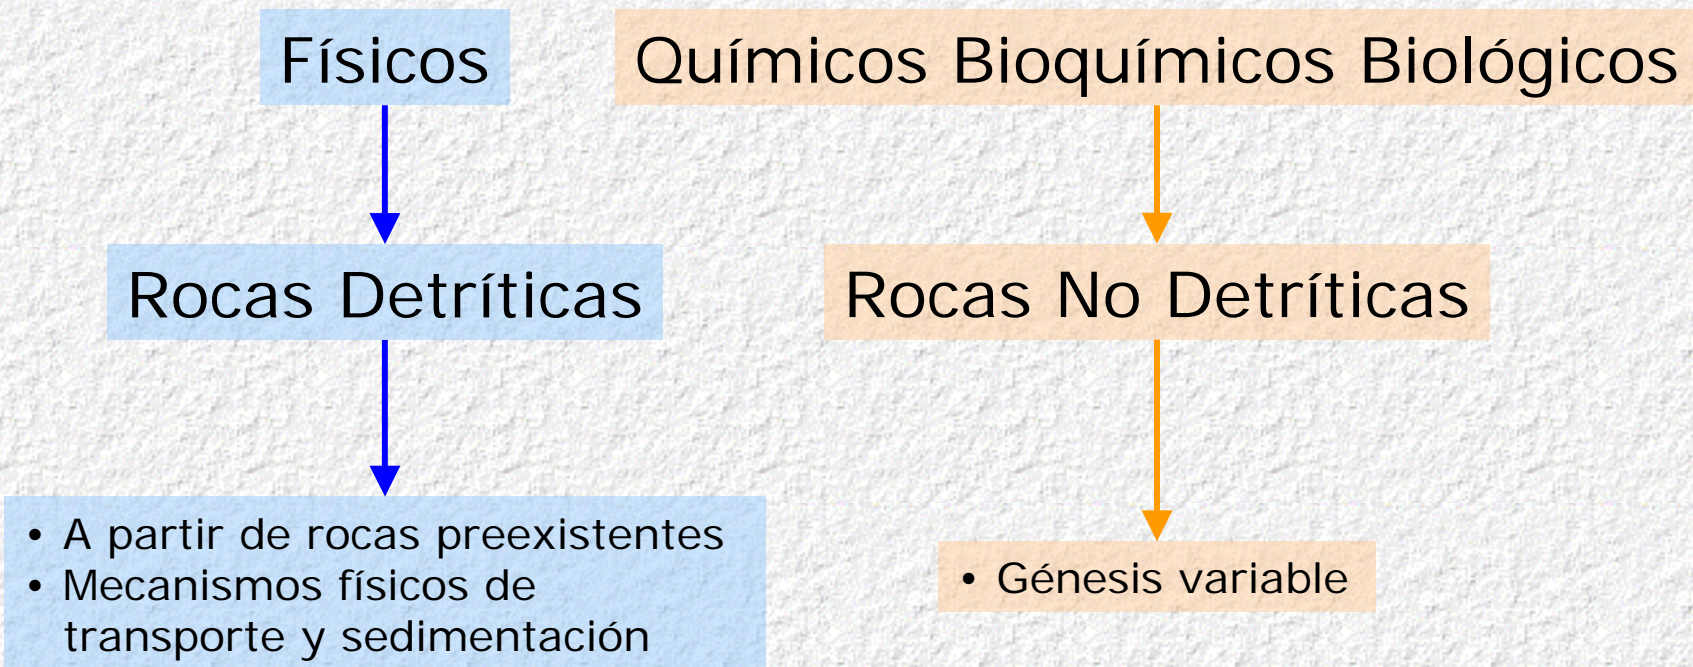 Físicos
Químicos Bioquímicos Biológicos
Rocas Detríticas
Rocas No Detríticas
• A partir de rocas preexistentes
• Mecanismos físicos de
transporte y sedimentación
• Génesis variable